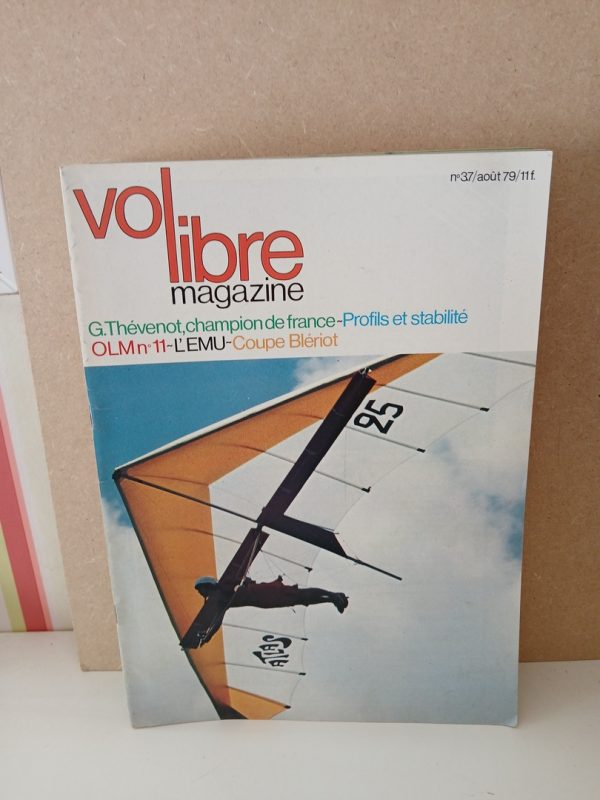 n°37/août 79/11f.
vol libre
magazine
G.Thévenot,champion de france-Profils et stabilité
OLM n°11-L'EMU-Coupe Blériot
25
ATLAS